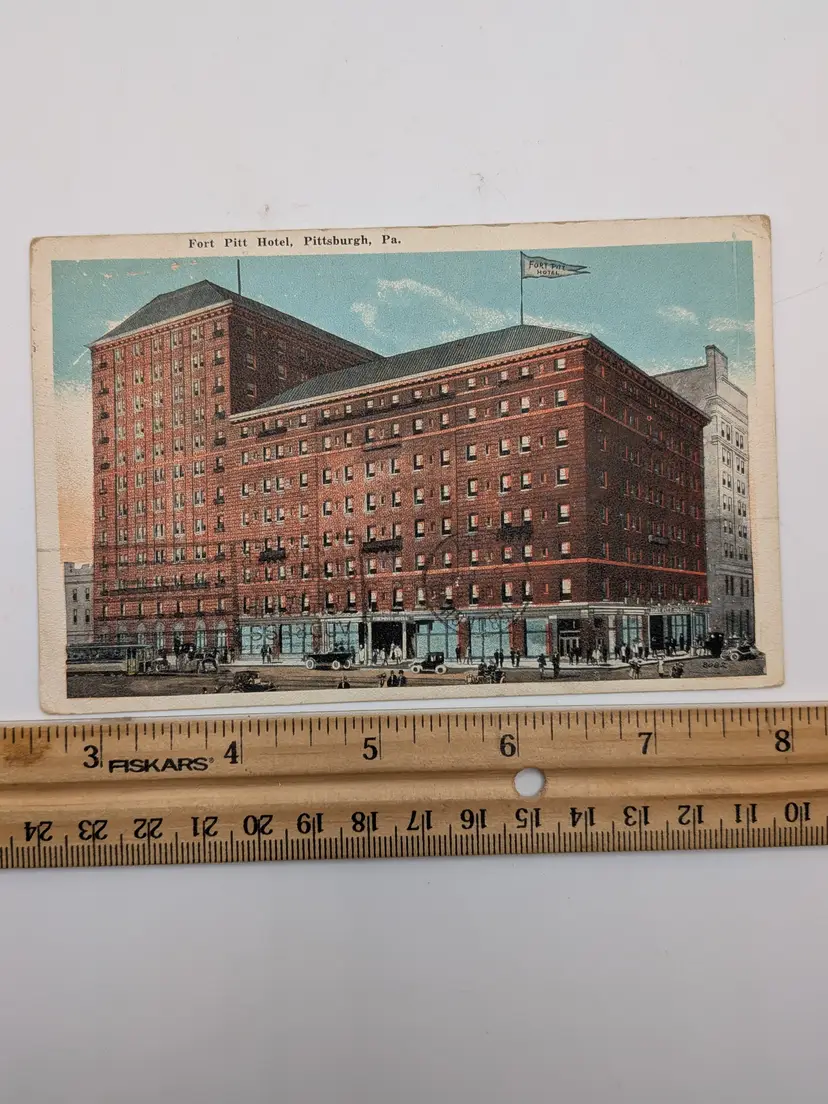 Fort Pitt Hotel, Pittsburgh, Pa.
FORT PITT
HOTEL
3 FISKARS® 4 5 6 7 8
24 23 22 21 20 19 18 17 16 15 14 13 12 11 10